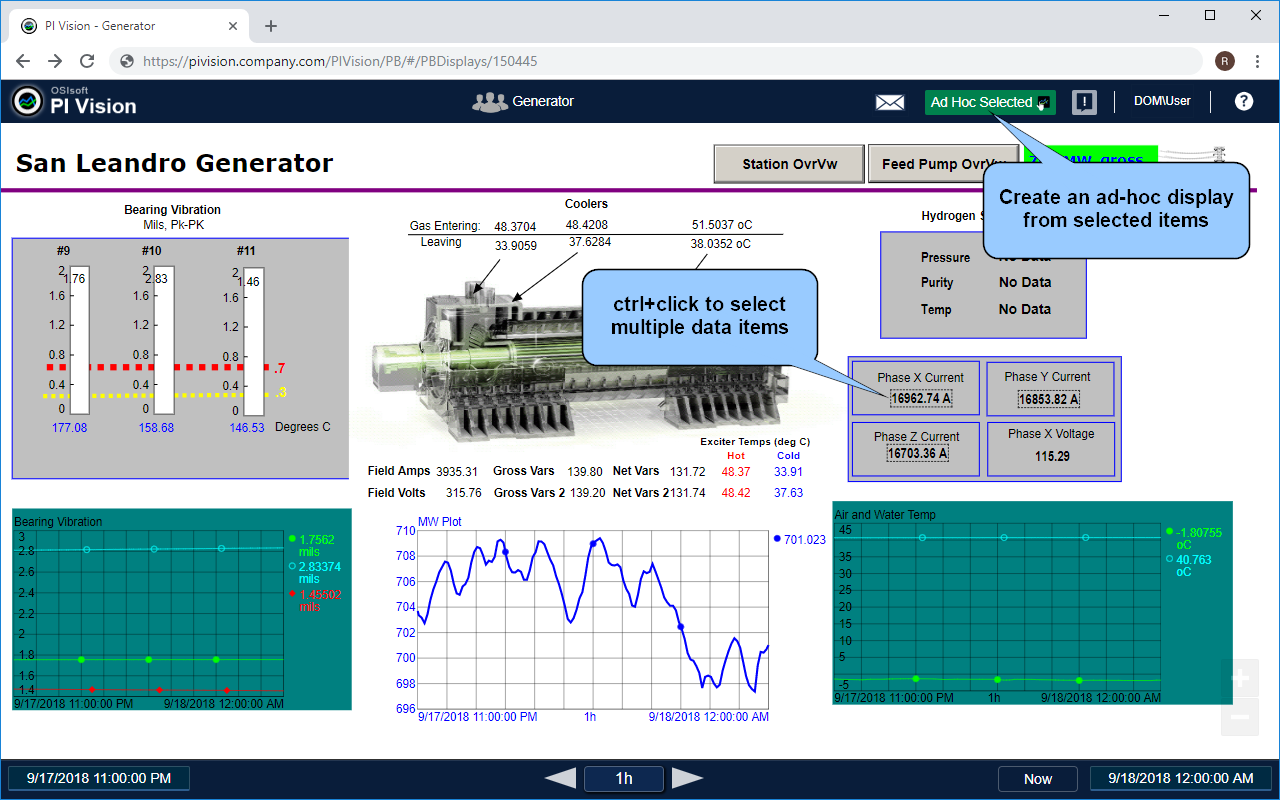 PI Vision - Generator
https://pivision.company.com/PIVision/PB/#/PBDisplays/150445
R
OSIsoft
PI Vision
Generator
Ad Hoc Selected
DOM\User
?
San Leandro Generator
Station OvrVw
Feed Pump OvrVw
MW gross
Create an ad-hoc display
from selected items
Bearing Vibration
Mils, Pk-PK
#9 #10 #11
2 1.76 2 2.83 2 1.46
1.6 1.6 1.6
1.2 1.2 1.2
0.8 0.8 0.8
.7
0.4 0.4 0.4
.3
0 0 0
177.08 158.68 146.53 Degrees C
Coolers
Gas Entering: 48.3704 48.4208 51.5037 oC
Leaving 33.9059 37.6284 38.0352 oC
ctrl+click to select
multiple data items
Hydrogen
Pressure No Data
Purity No Data
Temp No Data
Phase X Current
16962.74 A
Phase Y Current
16853.82 A
Phase Z Current
16703.36 A
Phase X Voltage
115.29
Exciter Temps (deg C)
Hot Cold
Field Amps 3935.31 Gross Vars 139.80 Net Vars 131.72 48.37 33.91
Field Volts 315.76 Gross Vars 2 139.20 Net Vars 2 131.74 48.42 37.63
Bearing Vibration
3
2.8
2.6
2.4
2.2
2
1.8
1.6
1.4
9/17/2018 11:00:00 PM 9/18/2018 12:00:00 AM
1.7562
mils
2.83374
mils
1.45502
mils
MW Plot
710
708
706
704
702
700
698
696
9/17/2018 11:00:00 PM 1h 9/18/2018 12:00:00 AM
701.023
Air and Water Temp
45
35
30
25
20
15
10
5
-5
9/17/2018 11:00:00 PM 1h 9/18/2018 12:00:00 AM
-1.80755
oC
40.763
oC
9/17/2018 11:00:00 PM
1h
Now
9/18/2018 12:00:00 AM